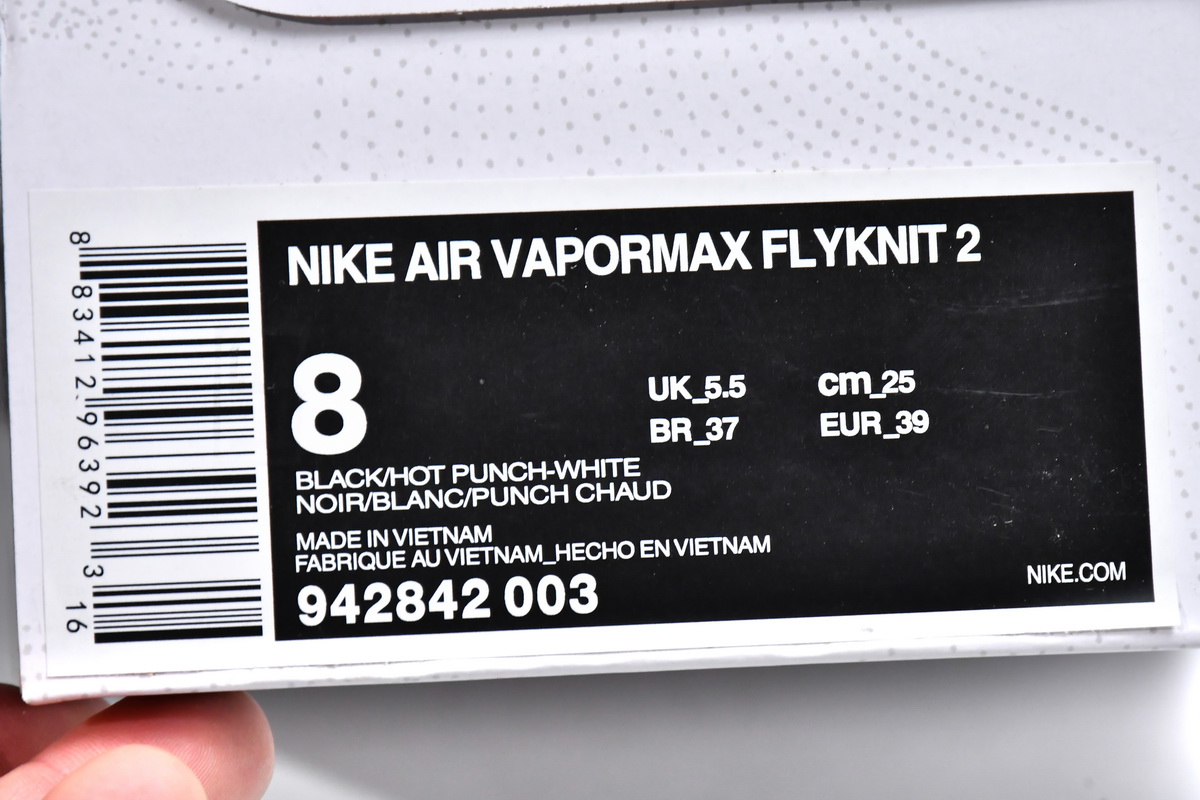 NIKE AIR VAPORMAX FLYKNIT 2
8
UK_5.5 cm_25
BR_37 EUR_39
BLACK/HOT PUNCH-WHITE
NOIR/BLANC/PUNCH CHAUD
MADE IN VIETNAM
FABRIQUE AU VIETNAM_HECHO EN VIETNAM
942842 003
NIKE.COM
8 83412 96392 3 16